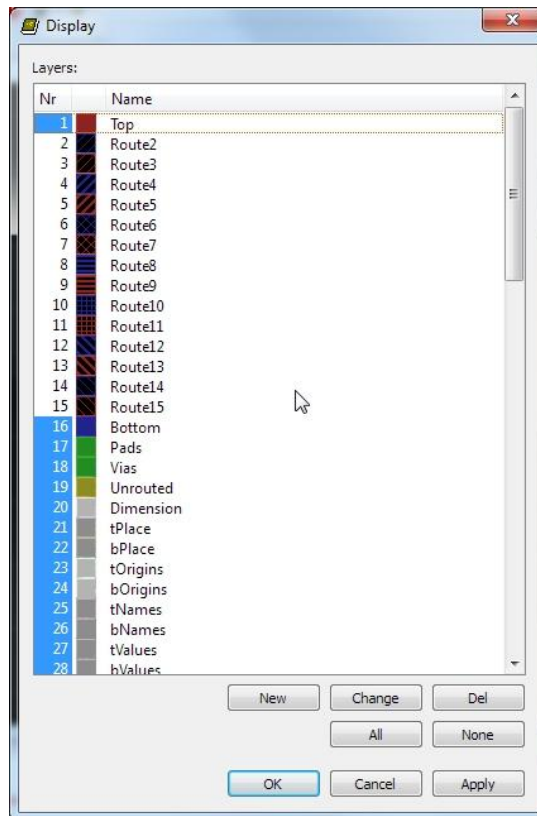 Display
Layers:
Nr Name
1 Top
2 Route2
3 Route3
4 Route4
5 Route5
6 Route6
7 Route7
8 Route8
9 Route9
10 Route10
11 Route11
12 Route12
13 Route13
14 Route14
15 Route15
16 Bottom
17 Pads
18 Vias
19 Unrouted
20 Dimension
21 tPlace
22 bPlace
23 tOrigins
24 bOrigins
25 tNames
26 bNames
27 tValues
28 bValues
New Change Del
All None
OK Cancel Apply